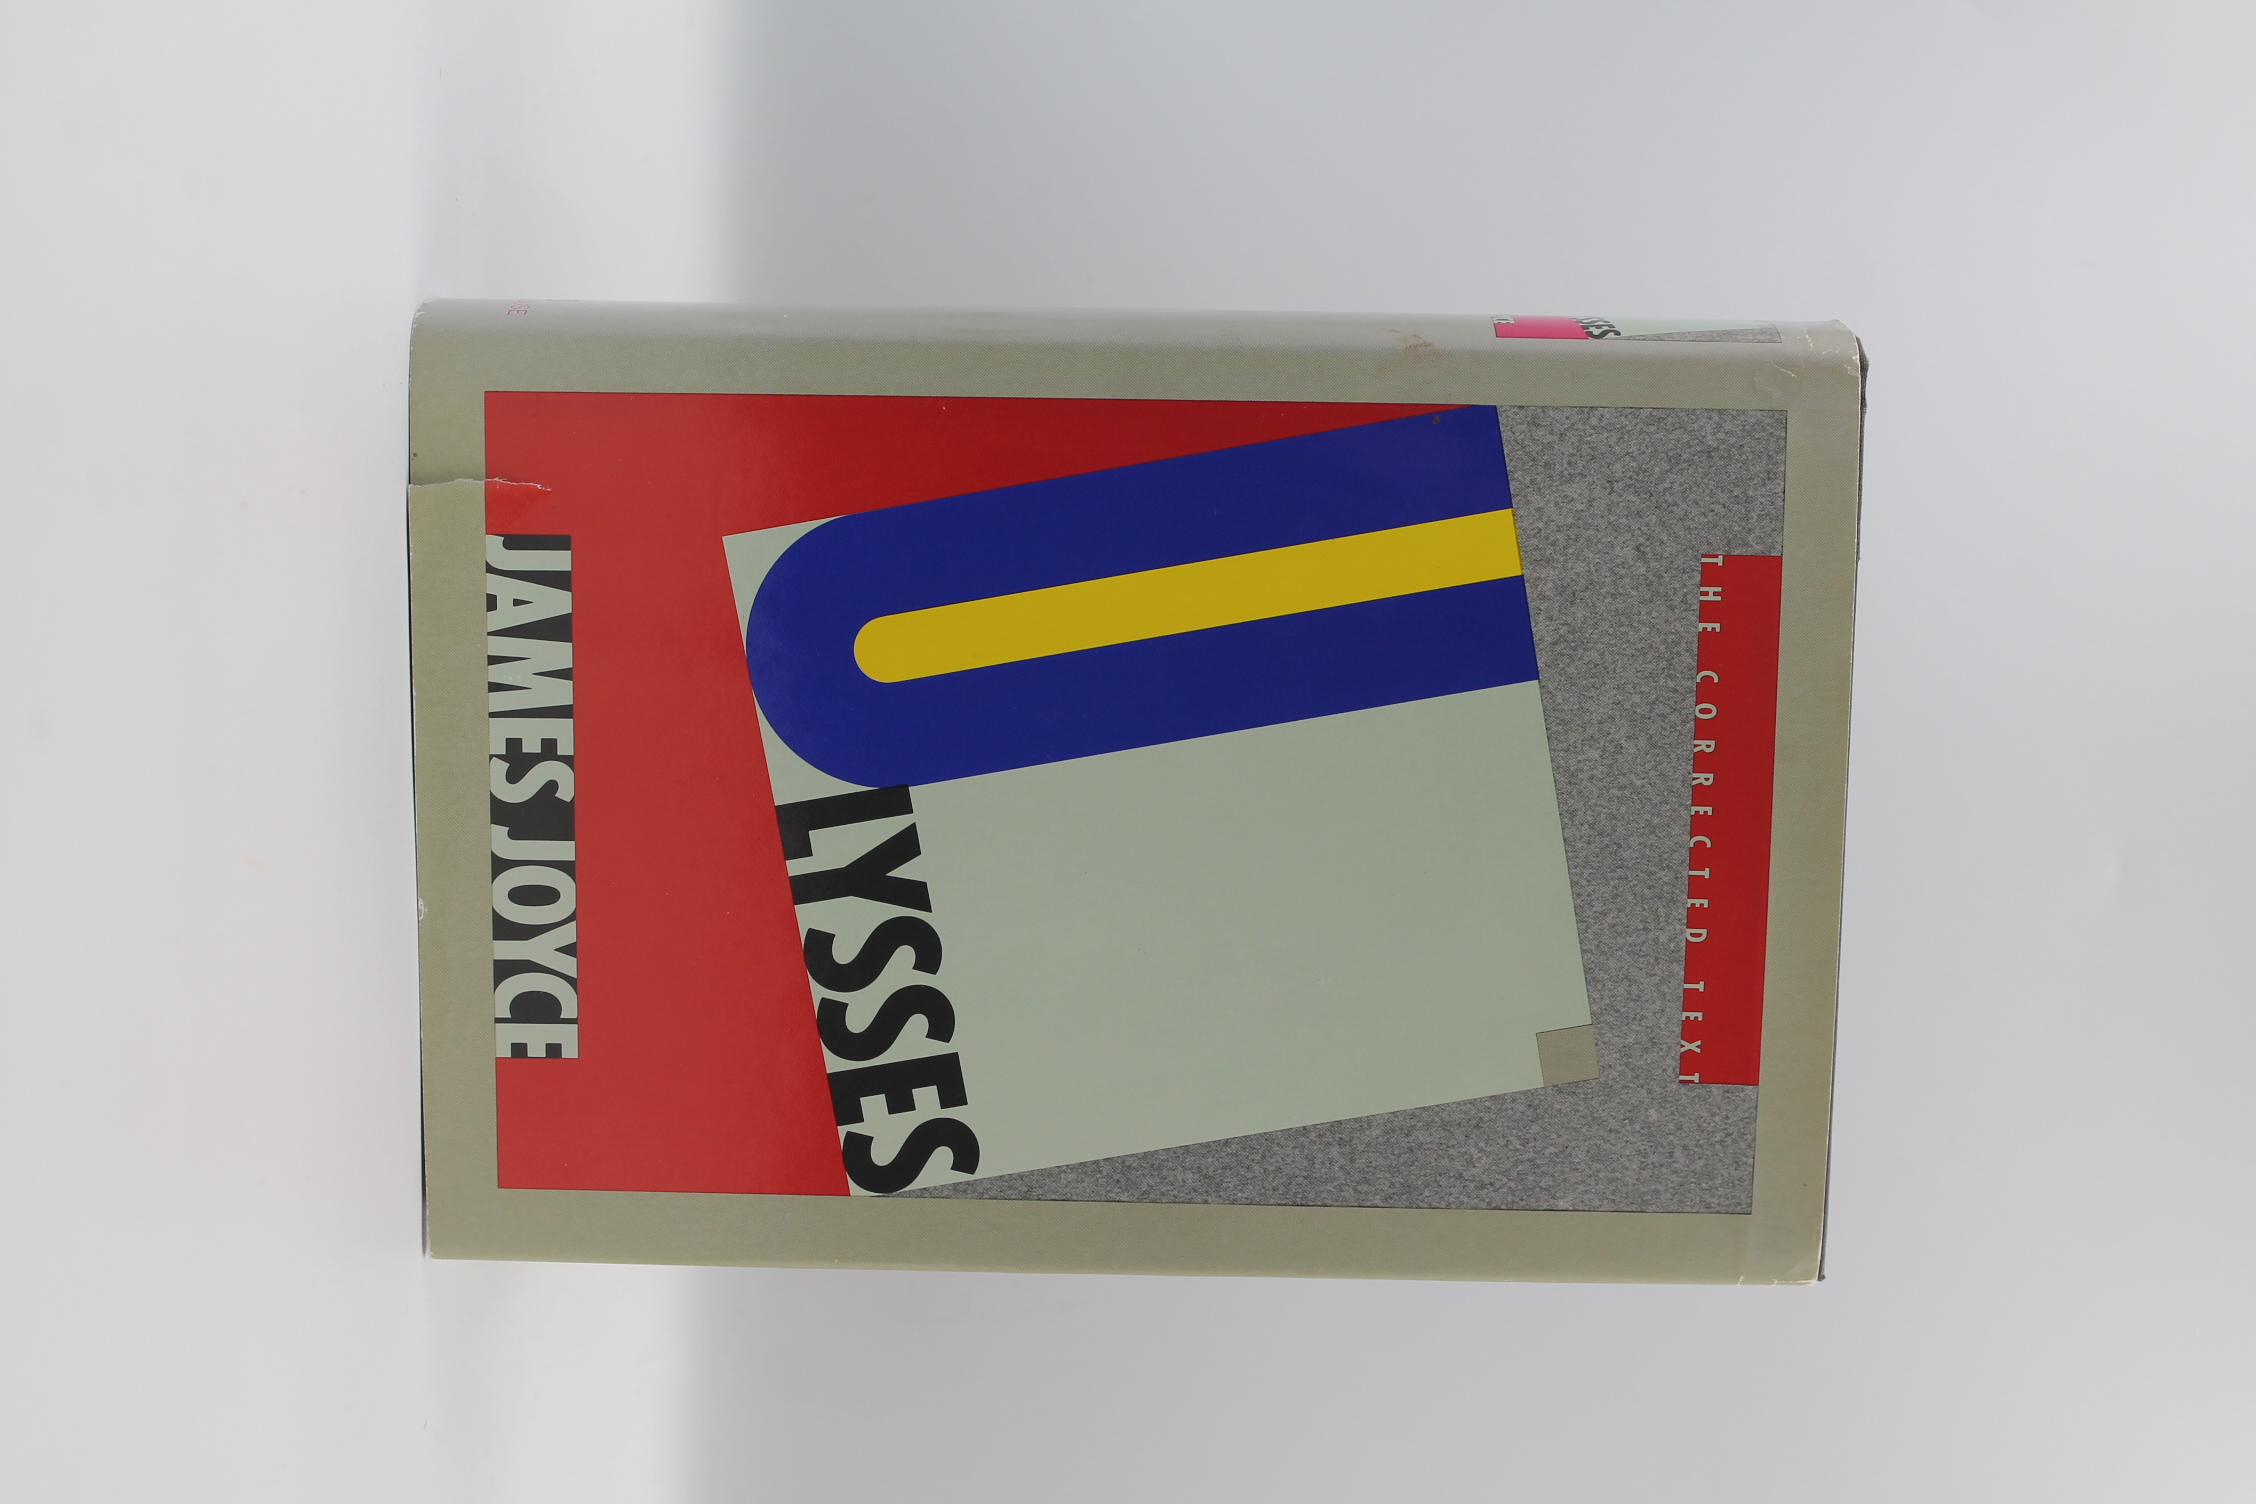 THE CORRECTED TEXT
ULYSSES
JAMES JOYCE